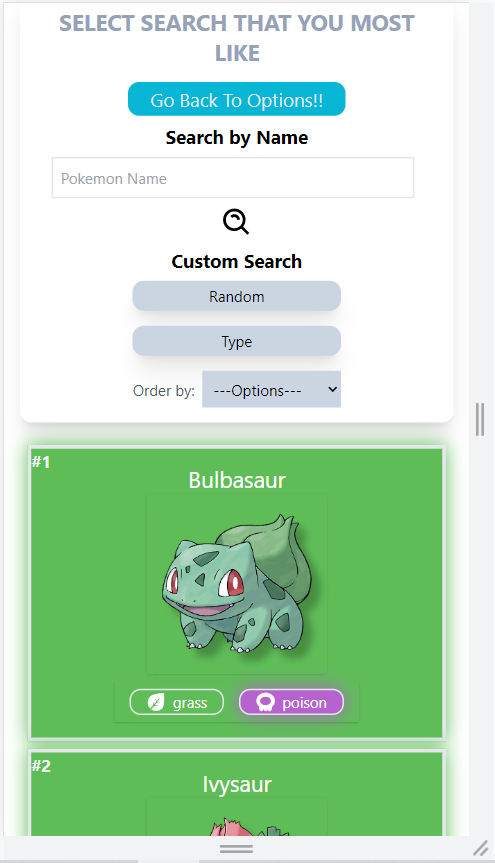 SELECT SEARCH THAT YOU MOST
LIKE
Go Back To Options!!
Search by Name
Pokemon Name
Custom Search
Random
Type
Order by: ---Options---
#1
Bulbasaur
grass poison
#2
Ivysaur